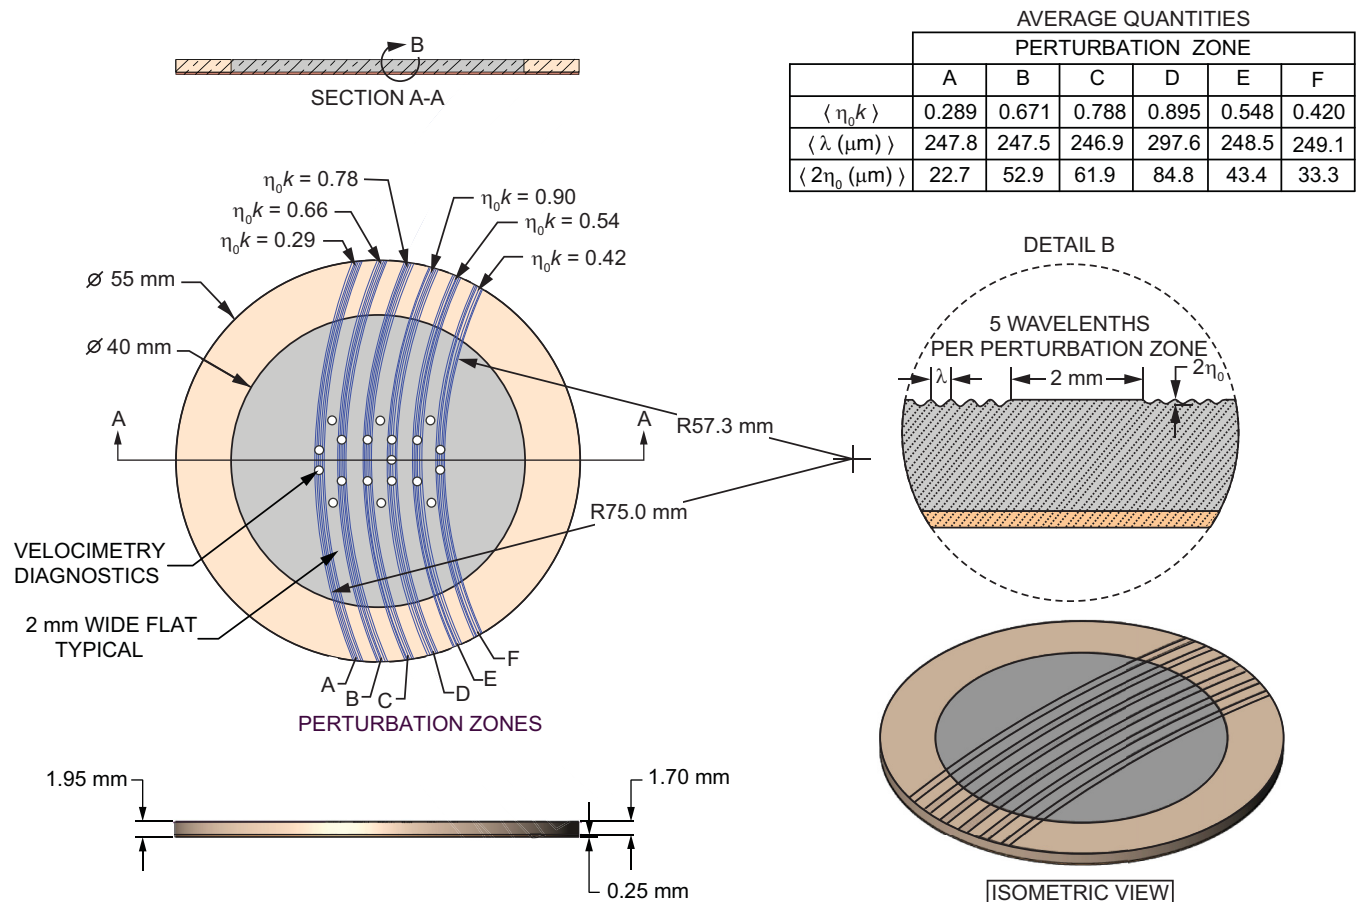 B
SECTION A-A
AVERAGE QUANTITIES
PERTURBATION ZONE
A B C D E F
⟨ η₀k ⟩ 0.289 0.671 0.788 0.895 0.548 0.420
⟨ λ (μm) ⟩ 247.8 247.5 246.9 297.6 248.5 249.1
⟨ 2η₀ (μm) ⟩ 22.7 52.9 61.9 84.8 43.4 33.3
η₀k = 0.78
η₀k = 0.66
η₀k = 0.29
η₀k = 0.90
η₀k = 0.54
η₀k = 0.42
⌀ 55 mm
⌀ 40 mm
A
A
R57.3 mm
R75.0 mm
VELOCIMETRY
DIAGNOSTICS
2 mm WIDE FLAT
TYPICAL
A
B
C
D
E
F
PERTURBATION ZONES
DETAIL B
5 WAVELENTHS
PER PERTURBATION ZONE
λ
2 mm
2η₀
1.95 mm
1.70 mm
0.25 mm
ISOMETRIC VIEW